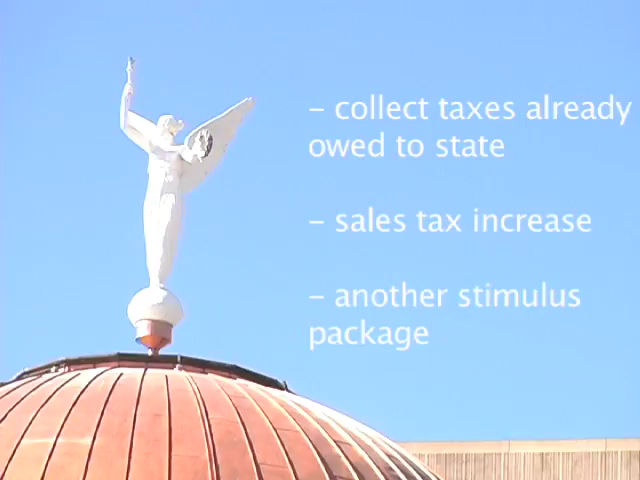 - collect taxes already
owed to state
- sales tax increase
- another stimulus
package